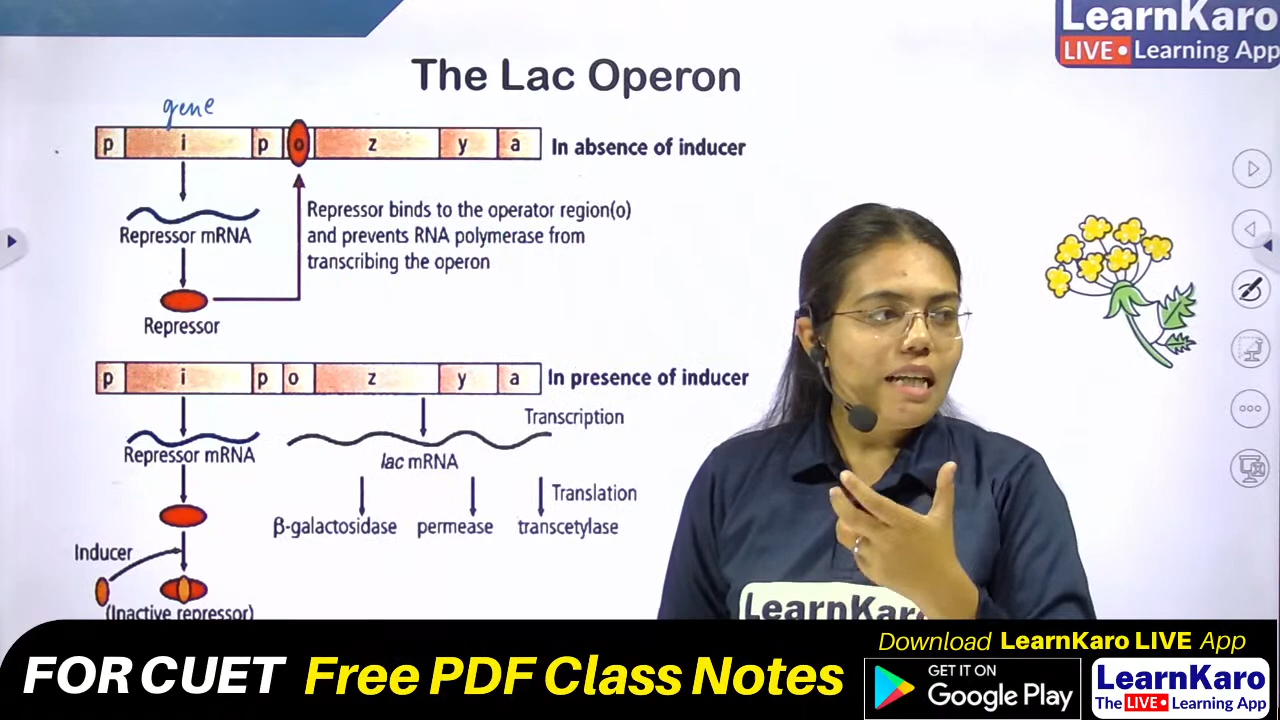 LearnKaro
LIVE • Learning App
The Lac Operon
gene
p i p o z y a In absence of inducer
Repressor binds to the operator region(o)
and prevents RNA polymerase from
transcribing the operon
Repressor mRNA
Repressor
p i p o z y a In presence of inducer
Transcription
Repressor mRNA
lac mRNA
Translation
β-galactosidase permease transcetylase
Inducer
(Inactive repressor)
LearnKaro
FOR CUET Free PDF Class Notes
Download LearnKaro LIVE App
GET IT ON
Google Play
LearnKaro
The LIVE • Learning App